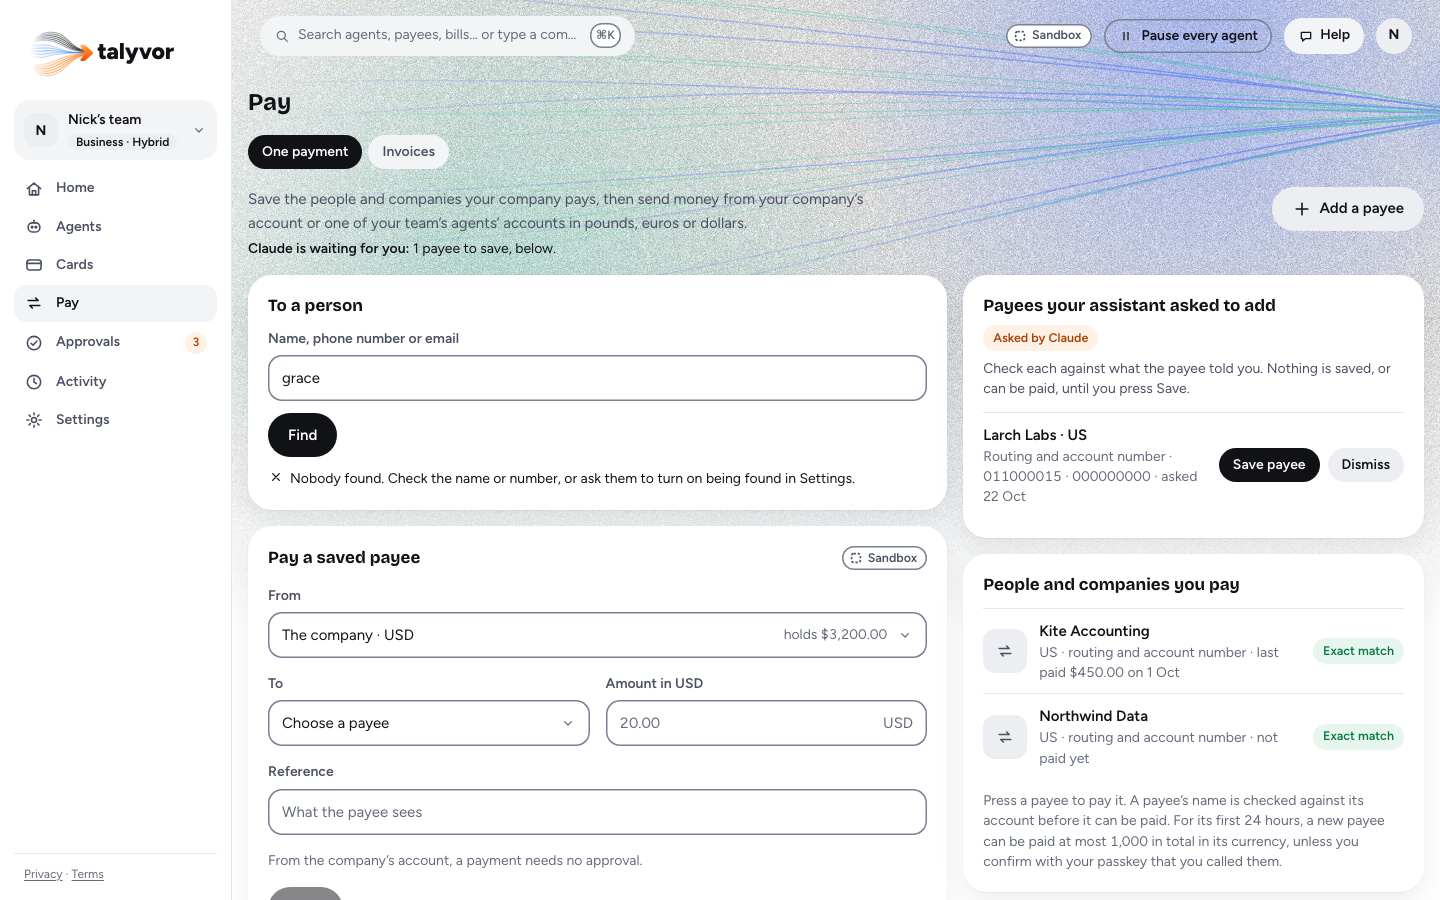 talyvor
N
Nick's team
Business · Hybrid
Home
Agents
Cards
Pay
Approvals
3
Activity
Settings
Privacy · Terms
Search agents, payees, bills... or type a com...
⌘K
Sandbox
Pause every agent
Help
N
Pay
One payment
Invoices
Save the people and companies your company pays, then send money from your company's
account or one of your team's agents' accounts in pounds, euros or dollars.
Claude is waiting for you: 1 payee to save, below.
Add a payee
To a person
Name, phone number or email
grace
Find
Nobody found. Check the name or number, or ask them to turn on being found in Settings.
Pay a saved payee
Sandbox
From
The company · USD
holds $3,200.00
To
Amount in USD
Choose a payee
20.00
USD
Reference
What the payee sees
From the company's account, a payment needs no approval.
Payees your assistant asked to add
Asked by Claude
Check each against what the payee told you. Nothing is saved, or
can be paid, until you press Save.
Larch Labs · US
Routing and account number ·
011000015 · 000000000 · asked
22 Oct
Save payee
Dismiss
People and companies you pay
Kite Accounting
US · routing and account number · last
paid $450.00 on 1 Oct
Exact match
Northwind Data
US · routing and account number · not
paid yet
Exact match
Press a payee to pay it. A payee's name is checked against its
account before it can be paid. For its first 24 hours, a new payee
can be paid at most 1,000 in total in its currency, unless you
confirm with your passkey that you called them.